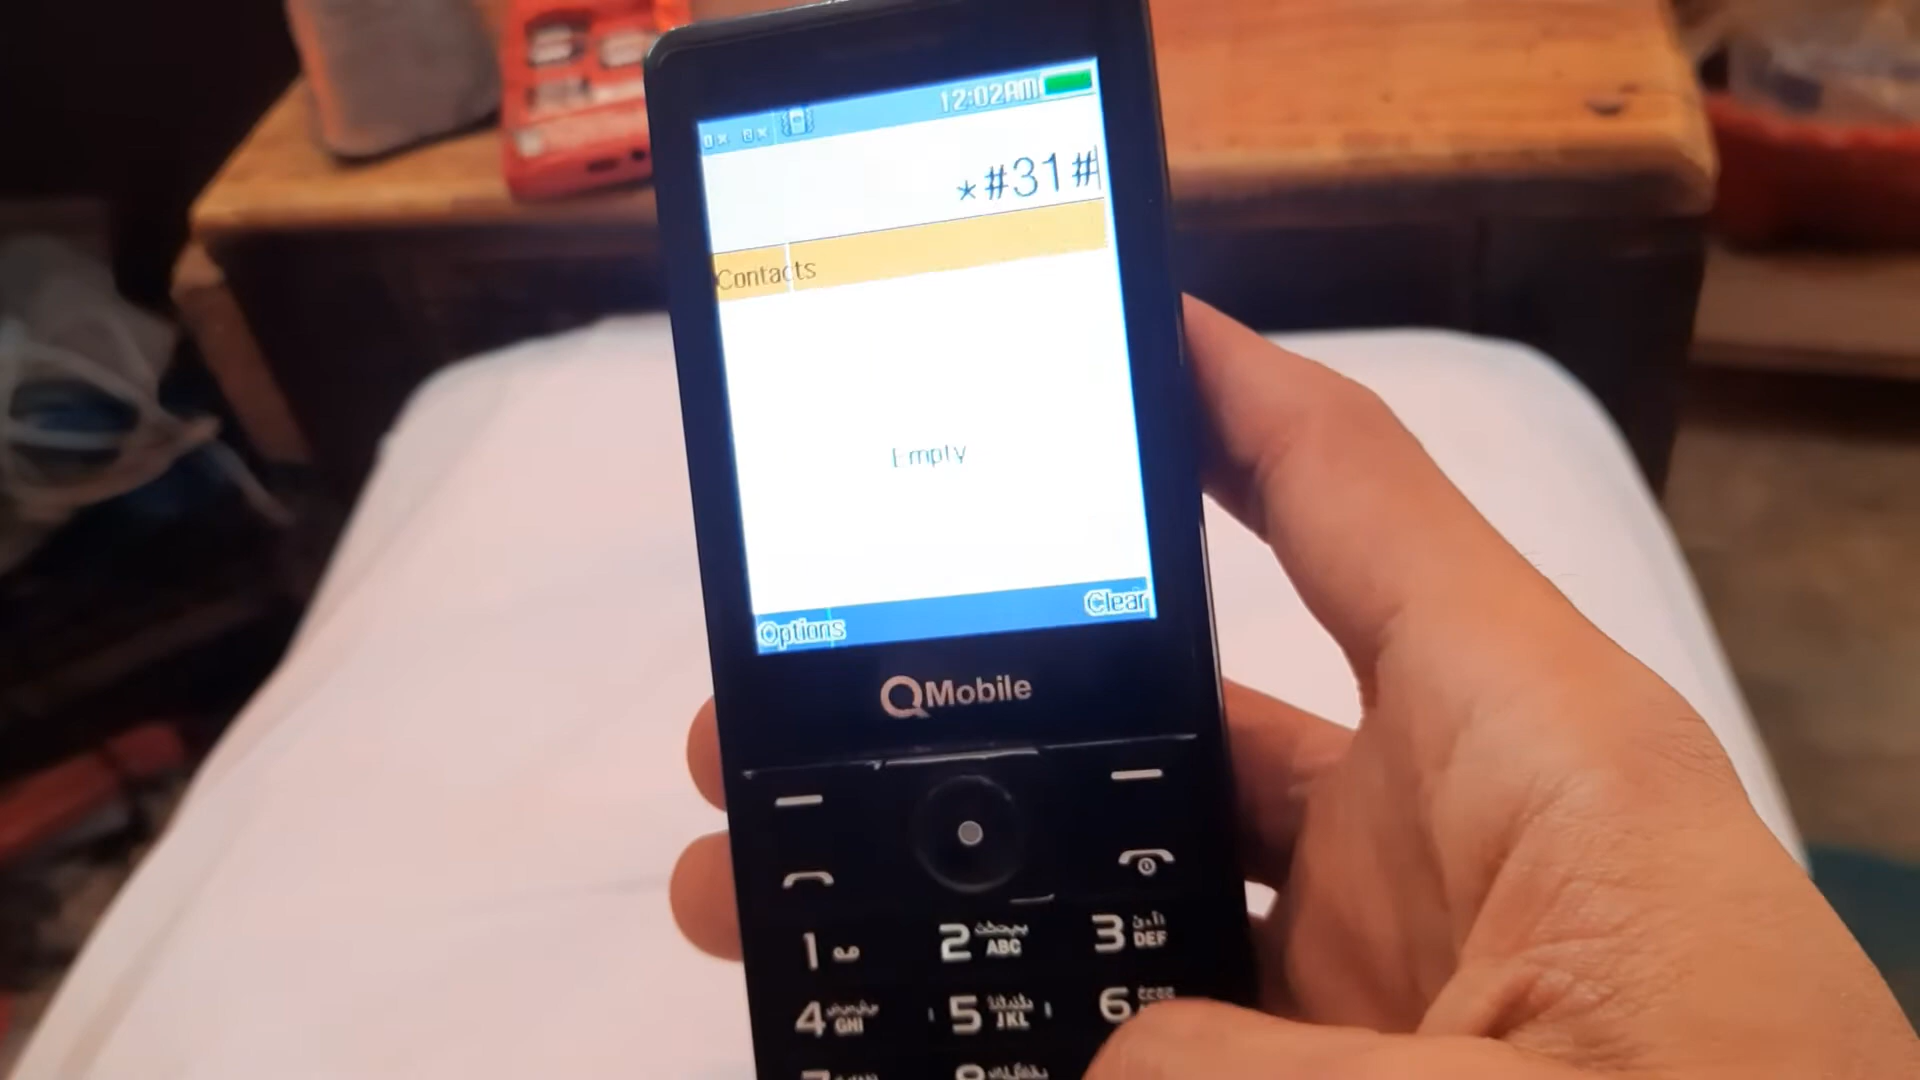 12:02AM
*#31#
Contacts
Empty
Options
Clear
QMobile
1
2 ABC
3 DEF
4 GHI
5 JKL
6